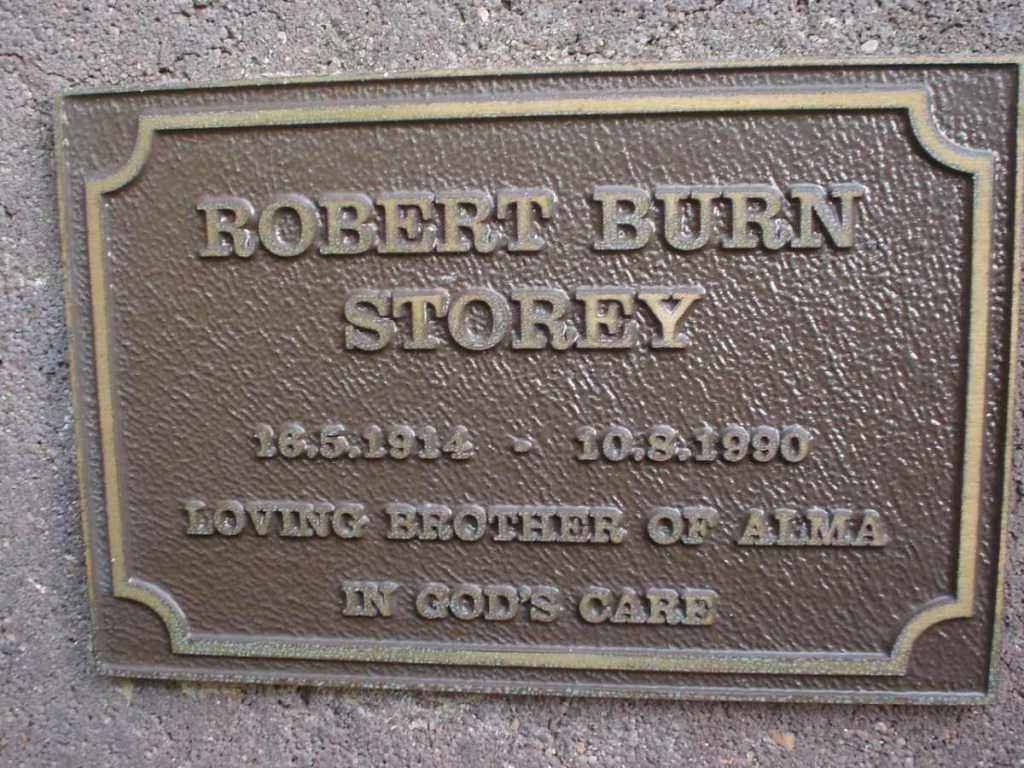 ROBERT BURN
STOREY
16.5.1914 - 10.8.1990
LOVING BROTHER OF ALMA
IN GOD'S CARE